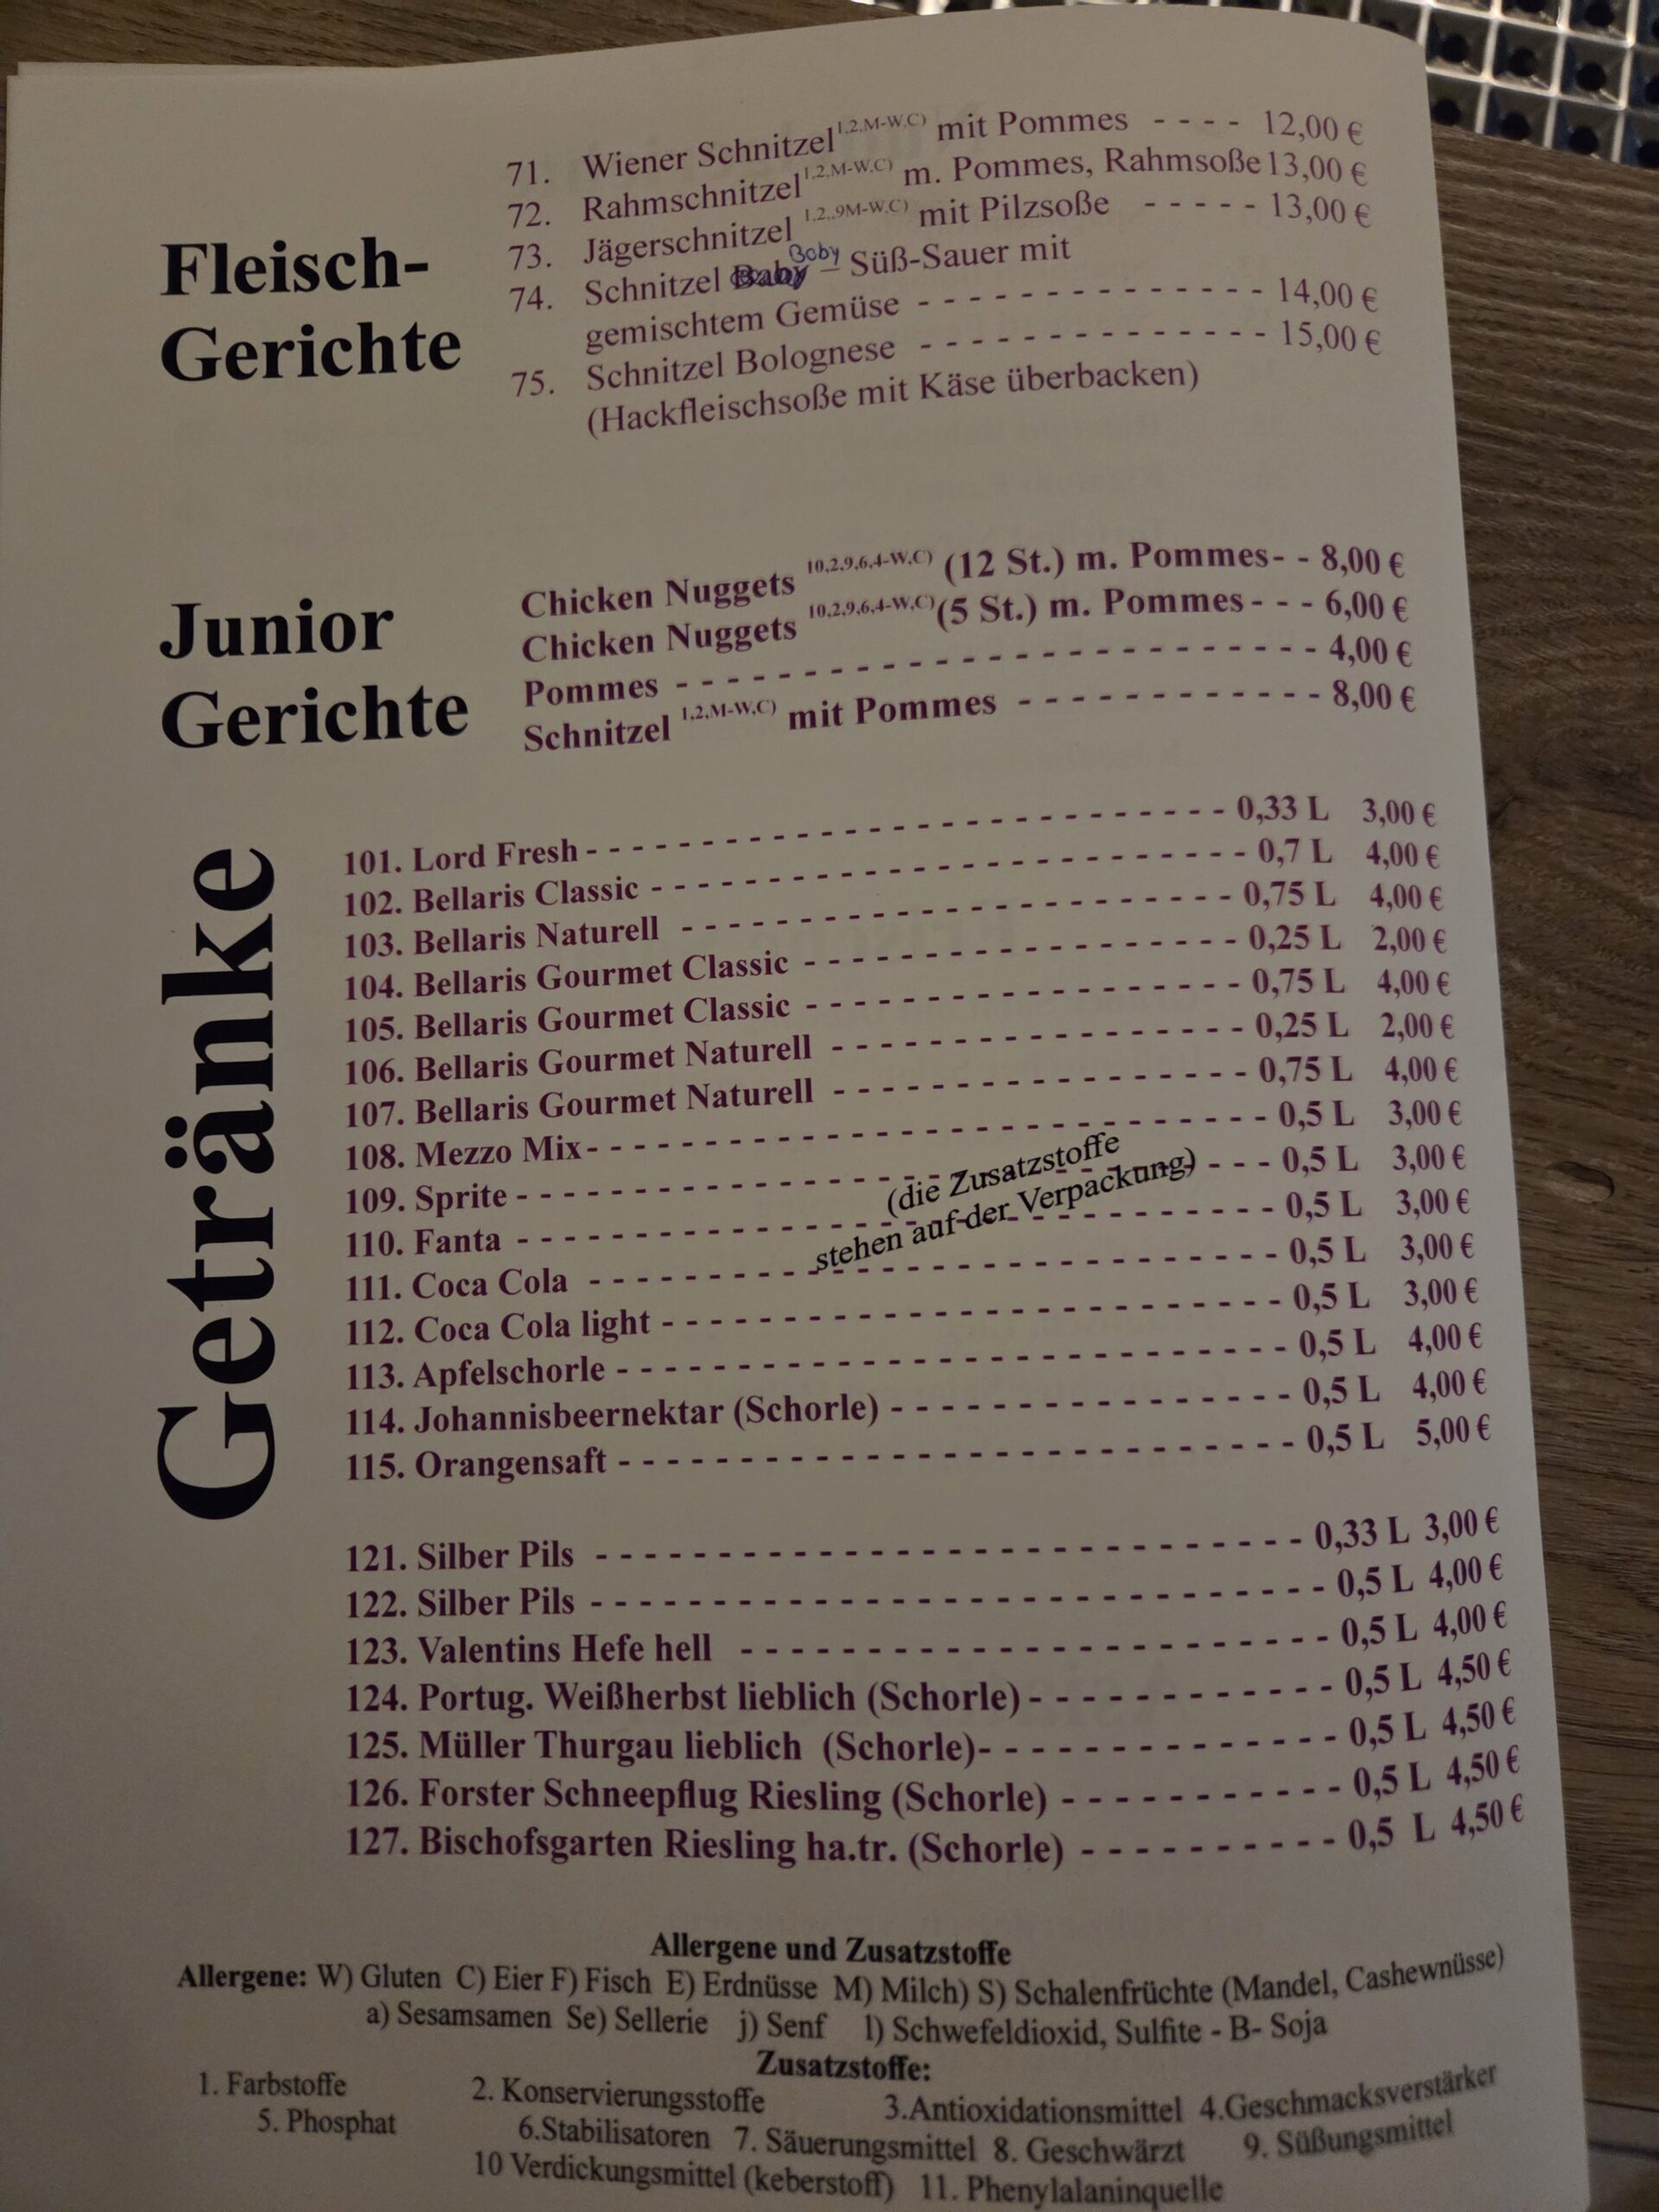 Fleisch-
Gerichte
71. Wiener Schnitzel 1,2,M-W,C) mit Pommes - - - - 12,00 €
72. Rahmschnitzel 1,2,M-W,C) m. Pommes, Rahmsoße 13,00 €
73. Jägerschnitzel 1,2,.9M-W,C) mit Pilzsoße - - - - - 13,00 €
74. Schnitzel Boby – Süß-Sauer mit
gemischtem Gemüse - - - - - - - - - - - - - - 14,00 €
75. Schnitzel Bolognese - - - - - - - - - - - - - - 15,00 €
(Hackfleischsoße mit Käse überbacken)
Junior
Gerichte
Chicken Nuggets 10,2,9,6,4-W,C) (12 St.) m. Pommes- - 8,00 €
Chicken Nuggets 10,2,9,6,4-W,C) (5 St.) m. Pommes - - - 6,00 €
Pommes - - - - - - - - - - - - - - - - - - - - - - - - - 4,00 €
Schnitzel 1,2,M-W,C) mit Pommes - - - - - - - - - - - - 8,00 €
Getränke
101. Lord Fresh - - - - - - - - - - - - - - - - - - - - - - - - - 0,33 L 3,00 €
102. Bellaris Classic - - - - - - - - - - - - - - - - - - - - - - - 0,7 L 4,00 €
103. Bellaris Naturell - - - - - - - - - - - - - - - - - - - - - - 0,75 L 4,00 €
104. Bellaris Gourmet Classic - - - - - - - - - - - - - - - - - 0,25 L 2,00 €
105. Bellaris Gourmet Classic - - - - - - - - - - - - - - - - - 0,75 L 4,00 €
106. Bellaris Gourmet Naturell - - - - - - - - - - - - - - - - 0,25 L 2,00 €
107. Bellaris Gourmet Naturell - - - - - - - - - - - - - - - - 0,75 L 4,00 €
108. Mezzo Mix - - - - - - - - - - - - - - - - - - - - - - - - - - 0,5 L 3,00 €
109. Sprite - - - - - - - - - - - - - - - - - - - - - - - - - - - - - 0,5 L 3,00 €
110. Fanta - - - - - - - - - - - - - - - - - - - - - - - - - - - - - 0,5 L 3,00 €
(die Zusatzstoffe
stehen auf der Verpackung)
111. Coca Cola - - - - - - - - - - - - - - - - - - - - - - - - - - 0,5 L 3,00 €
112. Coca Cola light - - - - - - - - - - - - - - - - - - - - - - - 0,5 L 3,00 €
113. Apfelschorle - - - - - - - - - - - - - - - - - - - - - - - - - 0,5 L 4,00 €
114. Johannisbeernektar (Schorle) - - - - - - - - - - - - - - 0,5 L 4,00 €
115. Orangensaft - - - - - - - - - - - - - - - - - - - - - - - - - 0,5 L 5,00 €
121. Silber Pils - - - - - - - - - - - - - - - - - - - - - - - - - - 0,33 L 3,00 €
122. Silber Pils - - - - - - - - - - - - - - - - - - - - - - - - - - - 0,5 L 4,00 €
123. Valentins Hefe hell - - - - - - - - - - - - - - - - - - - - - 0,5 L 4,00 €
124. Portug. Weißherbst lieblich (Schorle) - - - - - - - - - - - - 0,5 L 4,50 €
125. Müller Thurgau lieblich (Schorle)- - - - - - - - - - - - - - 0,5 L 4,50 €
126. Forster Schneepflug Riesling (Schorle) - - - - - - - - - - - 0,5 L 4,50 €
127. Bischofsgarten Riesling ha.tr. (Schorle) - - - - - - - - - - 0,5 L 4,50 €
Allergene und Zusatzstoffe
Allergene: W) Gluten C) Eier F) Fisch E) Erdnüsse M) Milch) S) Schalenfrüchte (Mandel, Cashewnüsse)
a) Sesamsamen Se) Sellerie j) Senf l) Schwefeldioxid, Sulfite - B- Soja
Zusatzstoffe:
1. Farbstoffe 2. Konservierungsstoffe 3.Antioxidationsmittel 4.Geschmacksverstärker
5. Phosphat 6.Stabilisatoren 7. Säuerungsmittel 8. Geschwärzt 9. Süßungsmittel
10 Verdickungsmittel (keberstoff) 11. Phenylalaninquelle